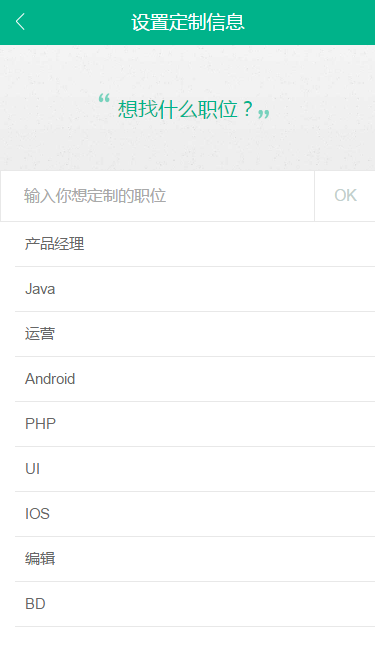 设置定制信息
“ 想找什么职位？”
输入你想定制的职位 OK
产品经理
Java
运营
Android
PHP
UI
IOS
编辑
BD